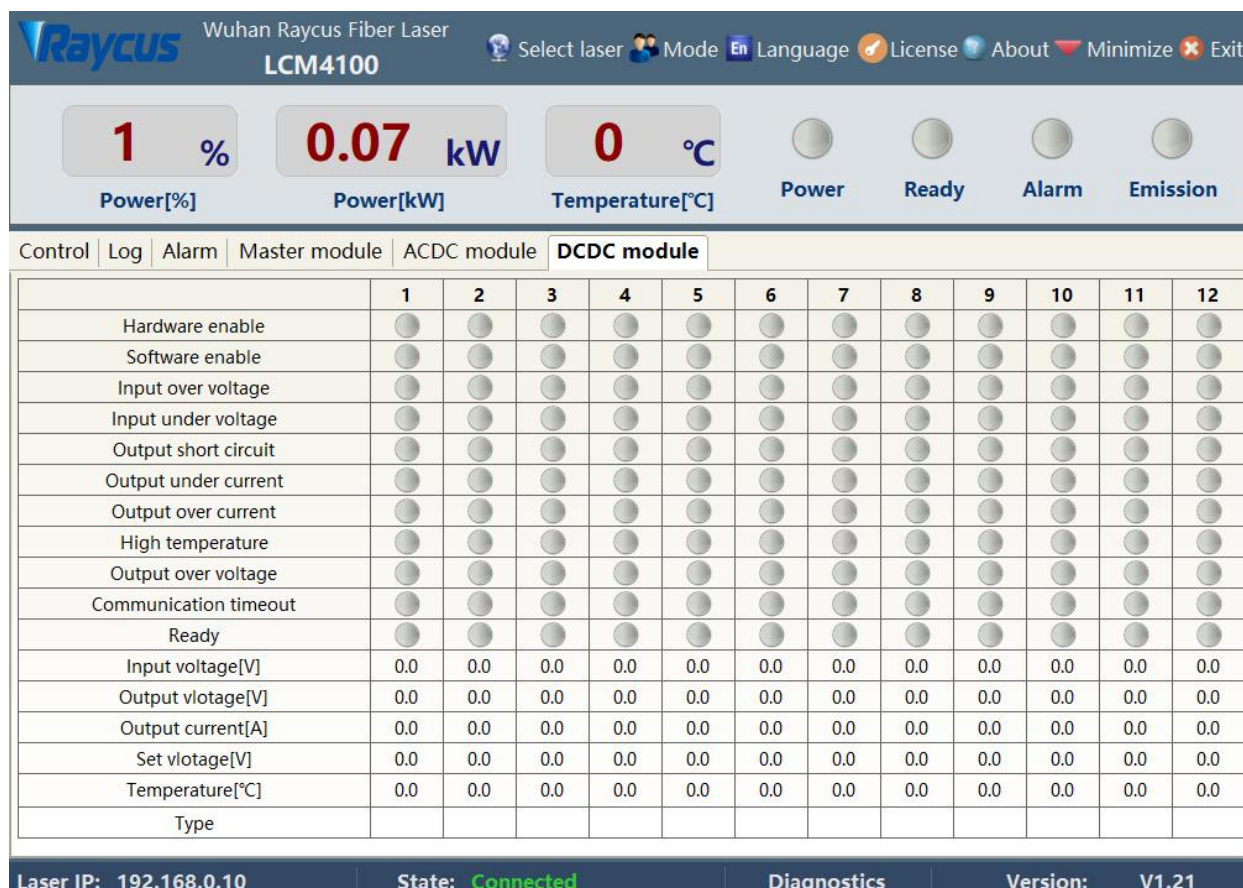 Raycus Wuhan Raycus Fiber Laser
LCM4100
Select laser Mode En Language License About Minimize Exit
1 % 0.07 kW 0 ℃
Power[%] Power[kW] Temperature[℃] Power Ready Alarm Emission
Control Log Alarm Master module ACDC module DCDC module
1 2 3 4 5 6 7 8 9 10 11 12
Hardware enable
Software enable
Input over voltage
Input under voltage
Output short circuit
Output under current
Output over current
High temperature
Output over voltage
Communication timeout
Ready
Input voltage[V] 0.0 0.0 0.0 0.0 0.0 0.0 0.0 0.0 0.0 0.0 0.0 0.0
Output vlotage[V] 0.0 0.0 0.0 0.0 0.0 0.0 0.0 0.0 0.0 0.0 0.0 0.0
Output current[A] 0.0 0.0 0.0 0.0 0.0 0.0 0.0 0.0 0.0 0.0 0.0 0.0
Set vlotage[V] 0.0 0.0 0.0 0.0 0.0 0.0 0.0 0.0 0.0 0.0 0.0 0.0
Temperature[℃] 0.0 0.0 0.0 0.0 0.0 0.0 0.0 0.0 0.0 0.0 0.0 0.0
Type
Laser IP: 192.168.0.10 State: Connected Diagnostics Version: V1.21